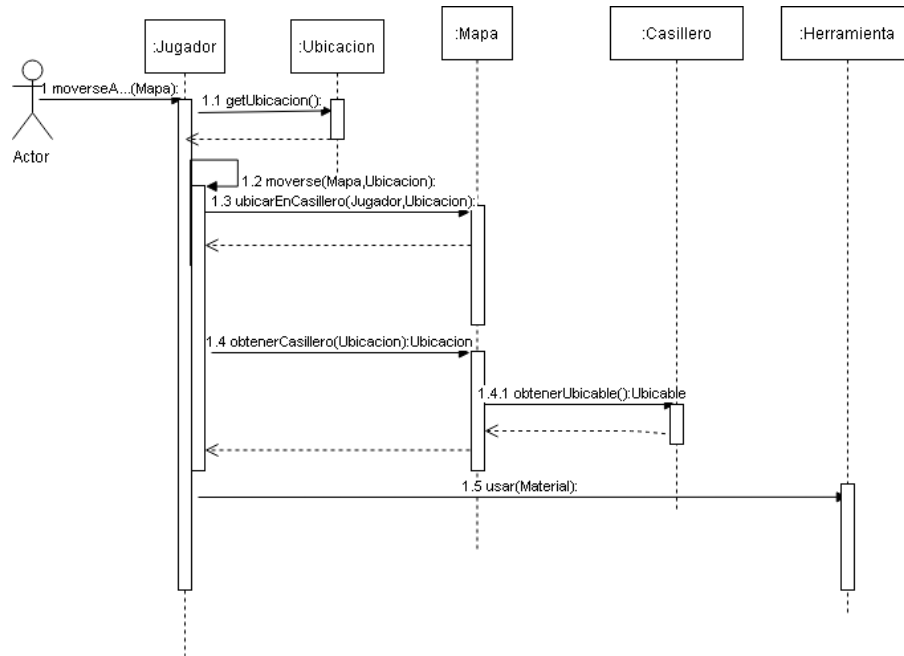 :Jugador
:Ubicacion
:Mapa
:Casillero
:Herramienta
Actor
1 moverseA...(Mapa):
1.1 getUbicacion():
1.2 moverse(Mapa,Ubicacion):
1.3 ubicarEnCasillero(Jugador,Ubicacion):
1.4 obtenerCasillero(Ubicacion):Ubicacion
1.4.1 obtenerUbicable():Ubicable
1.5 usar(Material):